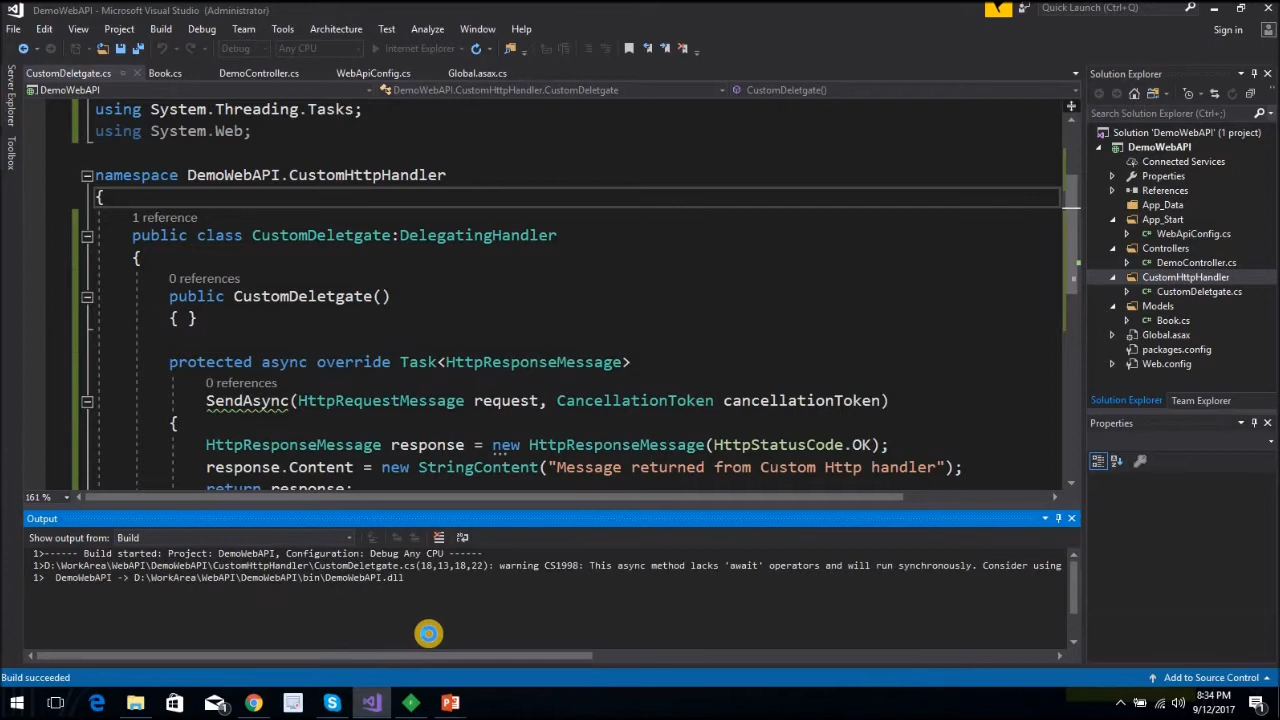 DemoWebAPI - Microsoft Visual Studio (Administrator)
Quick Launch (Ctrl+Q)
File Edit View Project Build Debug Team Tools Architecture Test Analyze Window Help
Sign in
Debug Any CPU Internet Explorer
CustomDeletgate.cs Book.cs DemoController.cs WebApiConfig.cs Global.asax.cs
DemoWebAPI DemoWebAPI.CustomHttpHandler.CustomDeletgate CustomDeletgate()
Server Explorer
Toolbox
using System.Threading.Tasks;
using System.Web;
namespace DemoWebAPI.CustomHttpHandler
{
1 reference
public class CustomDeletgate:DelegatingHandler
{
0 references
public CustomDeletgate()
{ }
protected async override Task<HttpResponseMessage>
0 references
SendAsync(HttpRequestMessage request, CancellationToken cancellationToken)
{
HttpResponseMessage response = new HttpResponseMessage(HttpStatusCode.OK);
response.Content = new StringContent("Message returned from Custom Http handler");
return response;
161 %
Solution Explorer
Search Solution Explorer (Ctrl+;)
Solution 'DemoWebAPI' (1 project)
DemoWebAPI
Connected Services
Properties
References
App_Data
App_Start
WebApiConfig.cs
Controllers
DemoController.cs
CustomHttpHandler
CustomDeletgate.cs
Models
Book.cs
Global.asax
packages.config
Web.config
Solution Explorer Team Explorer
Properties
Output
Show output from: Build
1>------ Build started: Project: DemoWebAPI, Configuration: Debug Any CPU ------
1>D:\WorkArea\WebAPI\DemoWebAPI\CustomHttpHandler\CustomDeletgate.cs(18,13,18,22): warning CS1998: This async method lacks 'await' operators and will run synchronously. Consider using
1> DemoWebAPI -> D:\WorkArea\WebAPI\DemoWebAPI\bin\DemoWebAPI.dll
Build succeeded
Add to Source Control
8:34 PM
9/12/2017